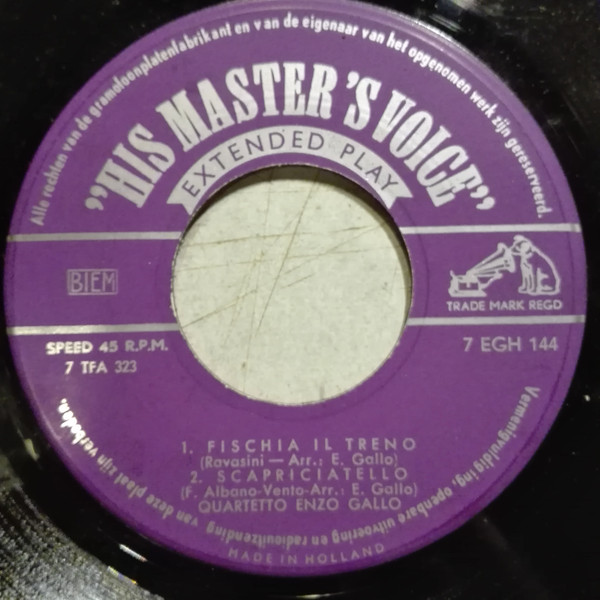 Alle rechten van de gramofoonplatenfabrikant en van de eigenaar van het opgenomen werk zijn gereserveerd.
"HIS MASTER'S VOICE"
EXTENDED PLAY
BIEM
TRADE MARK REGD
SPEED 45 R.P.M.
7 TFA 323
7 EGH 144
1. FISCHIA IL TRENO
(Ravasini — Arr.: E. Gallo)
2. SCAPRICIATELLO
(F. Albano-Vento-Arr.: E. Gallo)
QUARTETTO ENZO GALLO
Vermenigvuldiging, openbare uitvoering en radiouitzending van deze plaat zijn verboden.
MADE IN HOLLAND